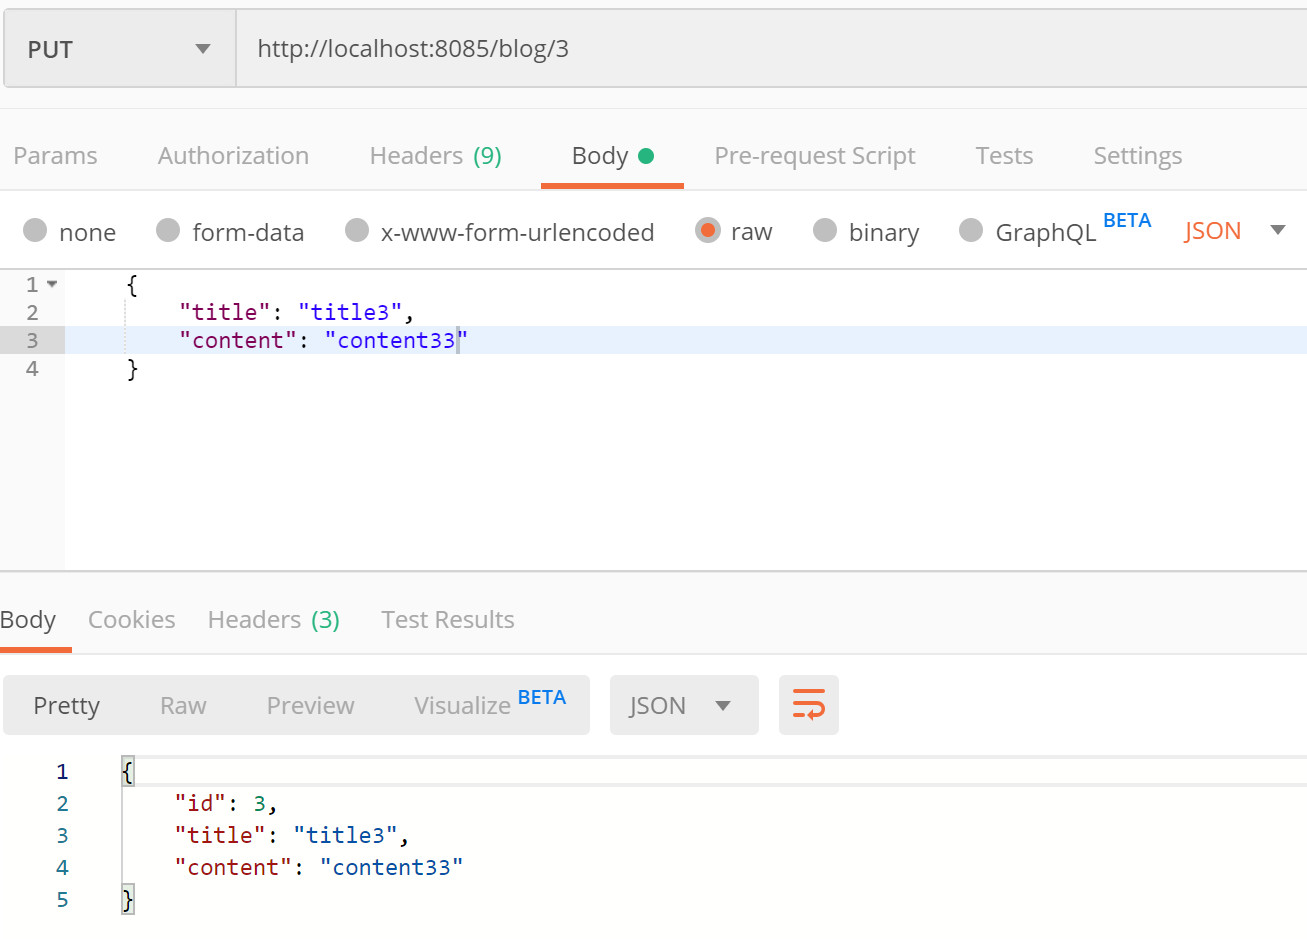 PUT http://localhost:8085/blog/3
Params Authorization Headers (9) Body Pre-request Script Tests Settings
none form-data x-www-form-urlencoded raw binary GraphQL BETA JSON
1 {
2 "title": "title3",
3 "content": "content33"
4 }
Body Cookies Headers (3) Test Results
Pretty Raw Preview Visualize BETA JSON
1 {
2 "id": 3,
3 "title": "title3",
4 "content": "content33"
5 }